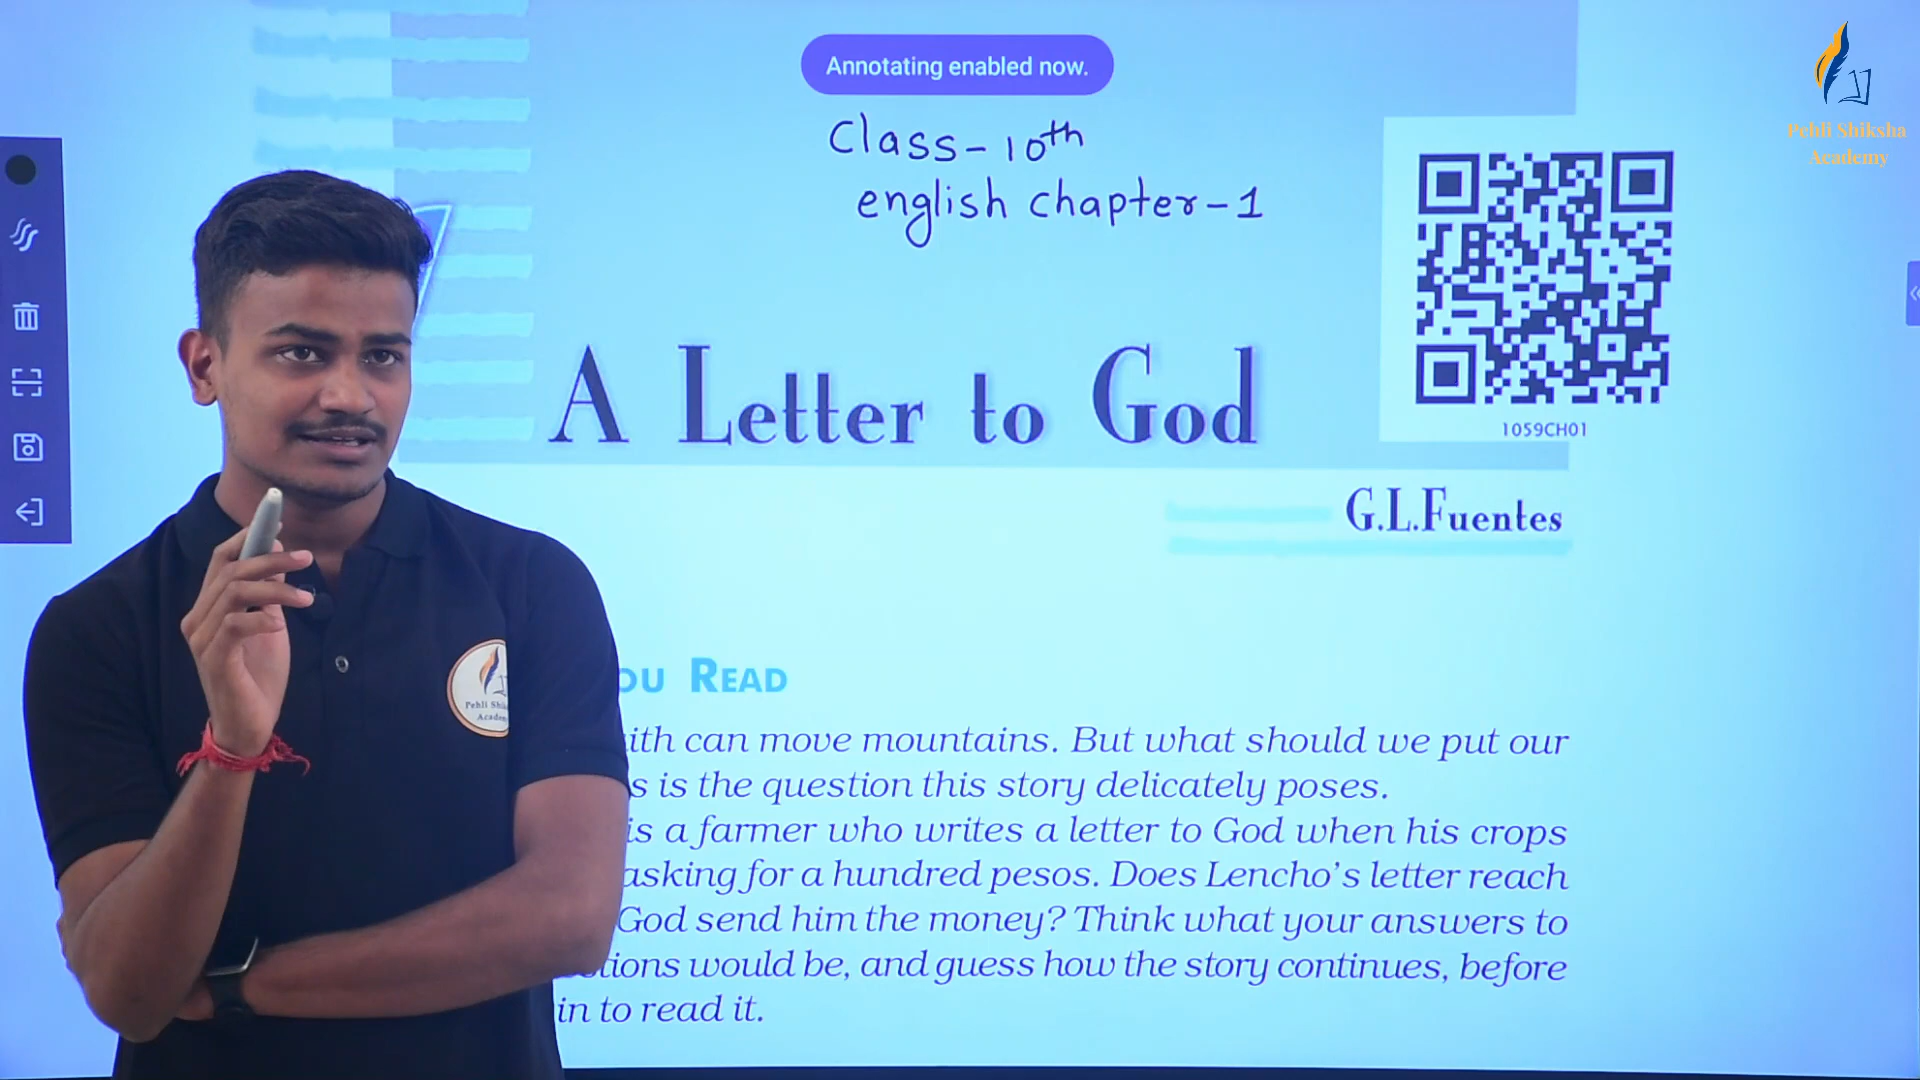 Annotating enabled now.
Class-10th
english chapter-1
Pehli Shiksha
Academy
A Letter to God
1059CH01
G.L.Fuentes
READ
can move mountains. But what should we put our
is the question this story delicately poses.
is a farmer who writes a letter to God when his crops
asking for a hundred pesos. Does Lencho's letter reach
God send him the money? Think what your answers to
would be, and guess how the story continues, before
in to read it.
Pehli